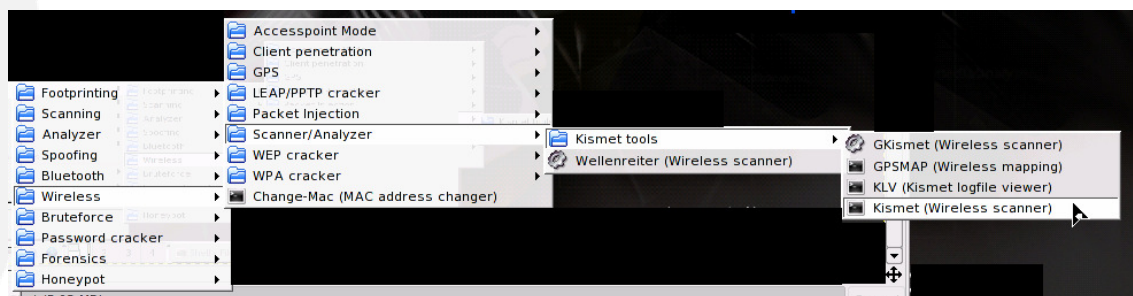 Footprinting
Scanning
Analyzer
Spoofing
Bluetooth
Wireless
Bruteforce
Password cracker
Forensics
Honeypot
Accesspoint Mode
Client penetration
GPS
LEAP/PPTP cracker
Packet Injection
Scanner/Analyzer
WEP cracker
WPA cracker
Change-Mac (MAC address changer)
Kismet tools
Wellenreiter (Wireless scanner)
GKismet (Wireless scanner)
GPSMAP (Wireless mapping)
KLV (Kismet logfile viewer)
Kismet (Wireless scanner)